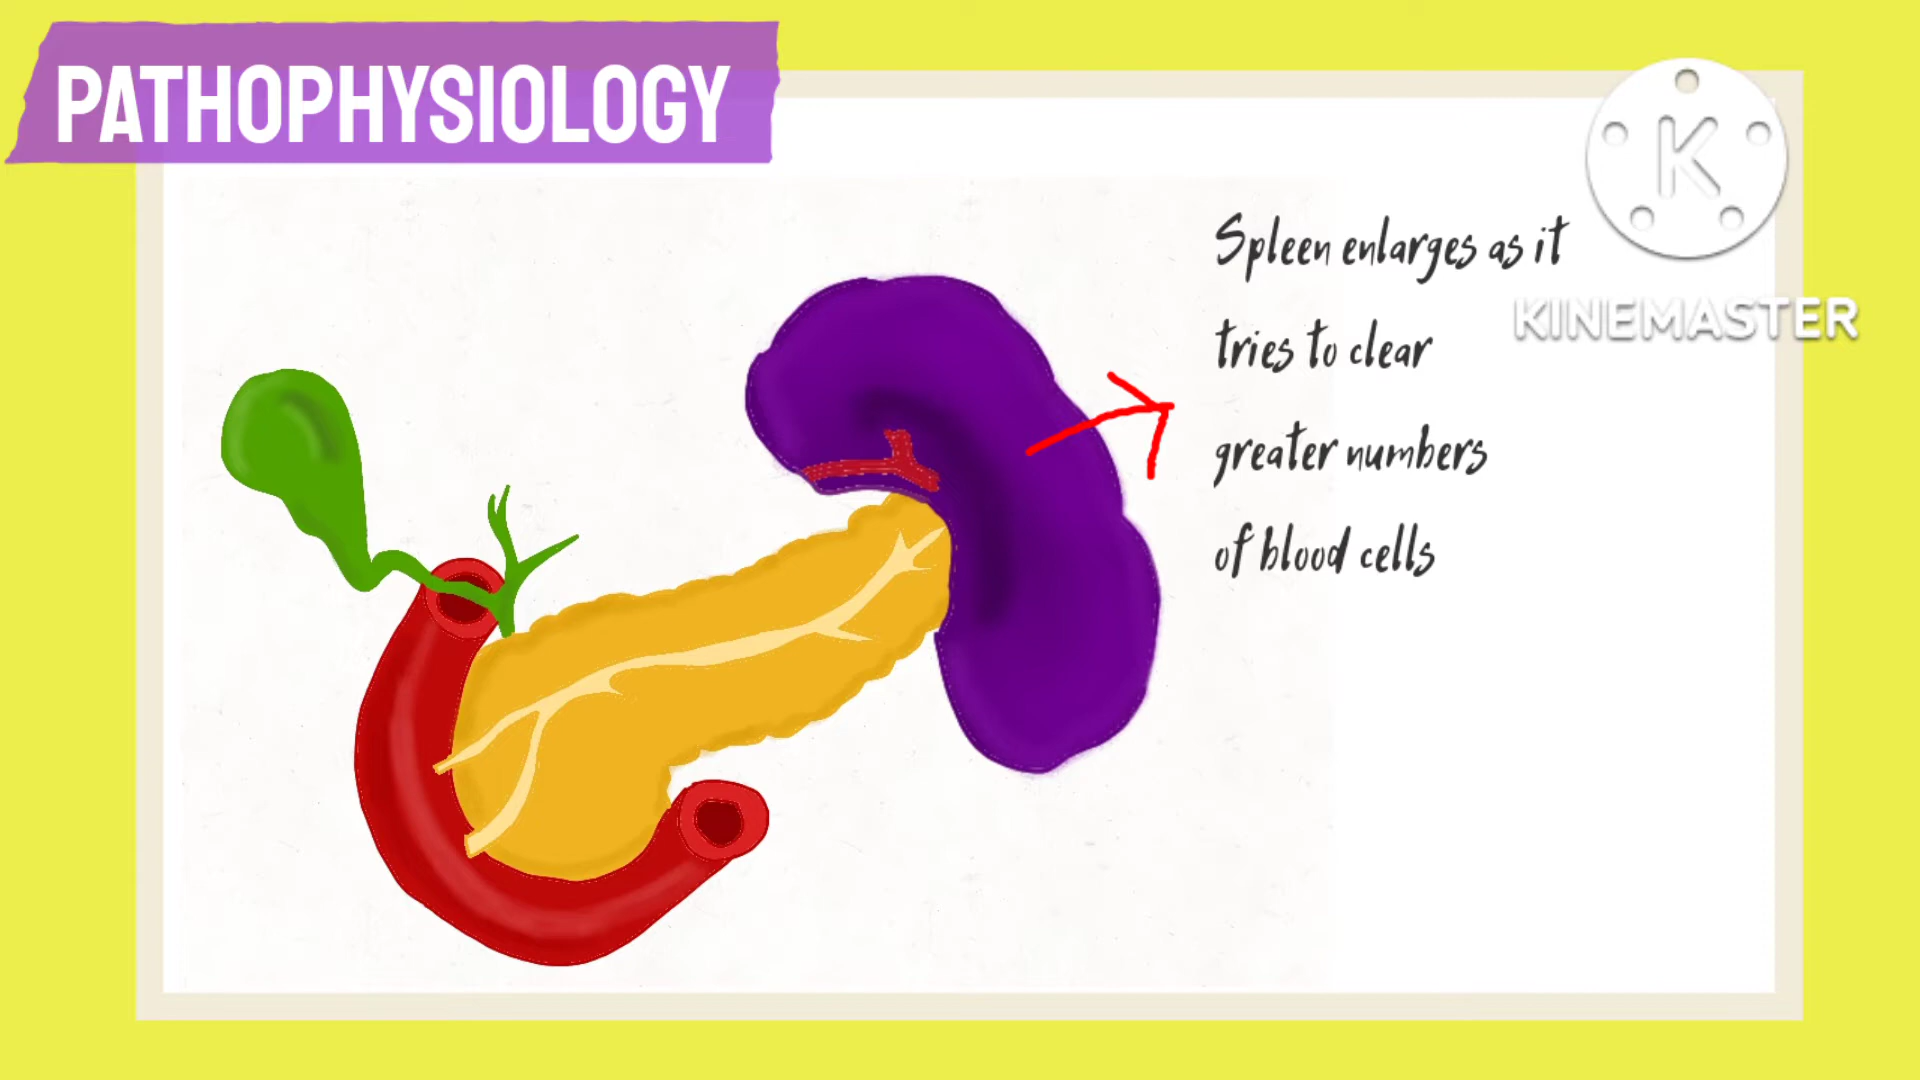 PATHOPHYSIOLOGY
K
KINEMASTER
Spleen enlarges as it
tries to clear
greater numbers
of blood cells